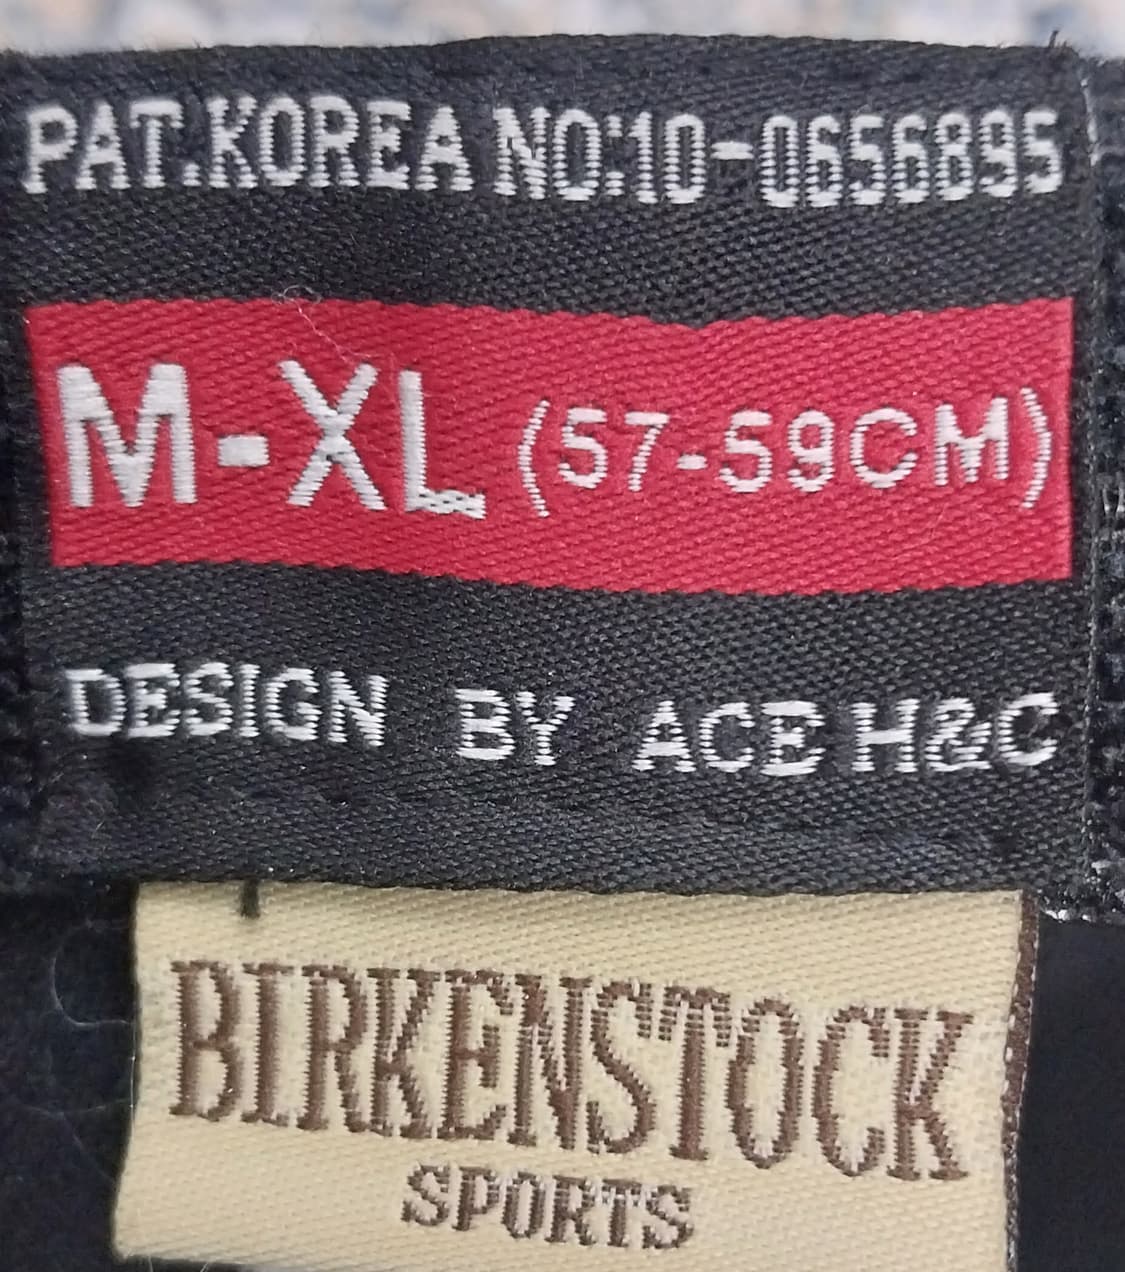 PAT.KOREA NO:10-0656895
M-XL (57-59CM)
DESIGN BY ACE H&C
BIRKENSTOCK
SPORTS